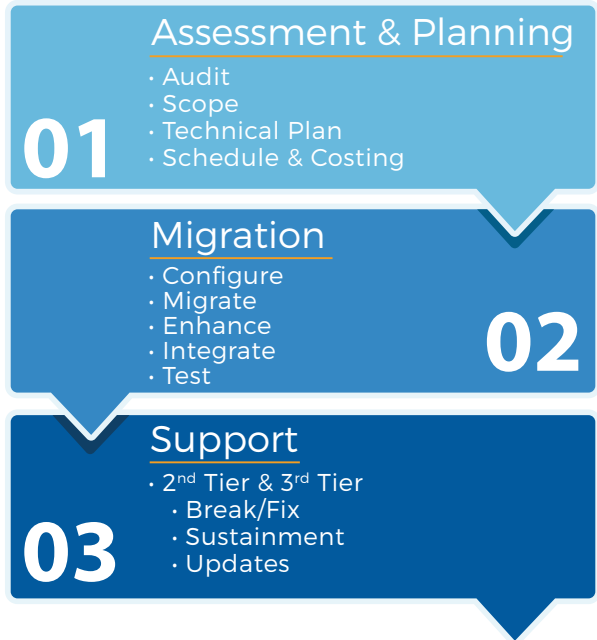 Assessment & Planning
· Audit
· Scope
· Technical Plan
· Schedule & Costing
01
Migration
· Configure
· Migrate
· Enhance
· Integrate
· Test
02
Support
· 2nd Tier & 3rd Tier
· Break/Fix
· Sustainment
· Updates
03